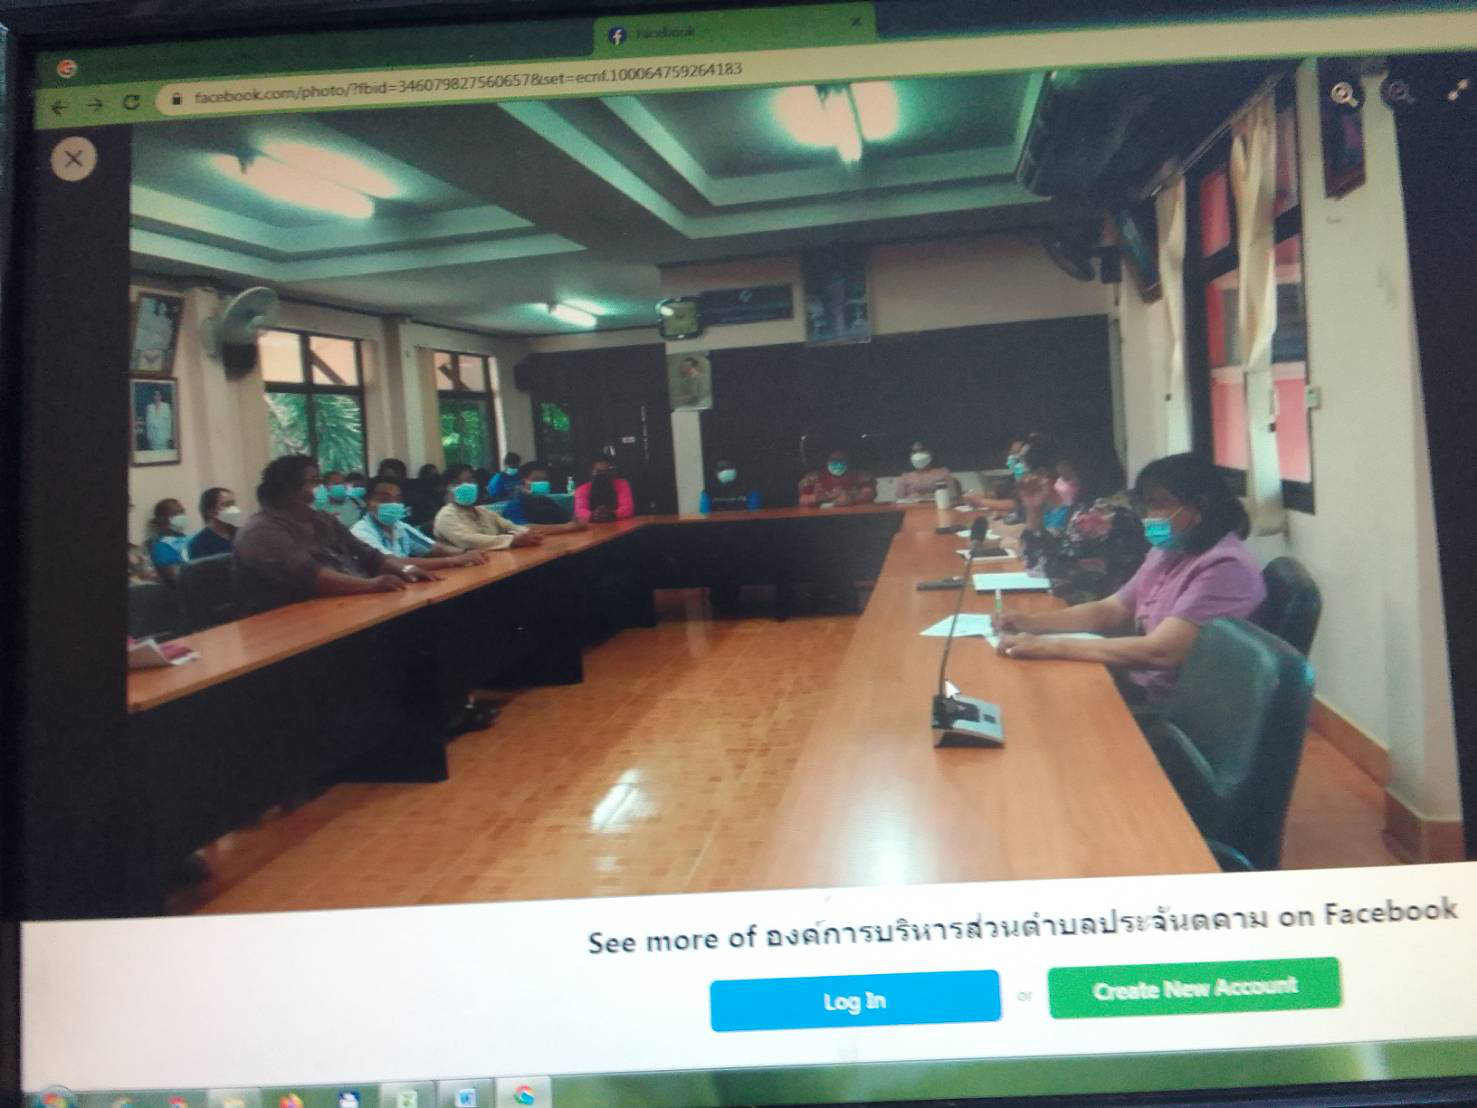 Facebook
facebook.com/photo/?fbid=346079827560657&set=ecnf.100064759264183
See more of องค์การบริหารส่วนตำบลประจันตคาม on Facebook
Log In
or
Create New Account